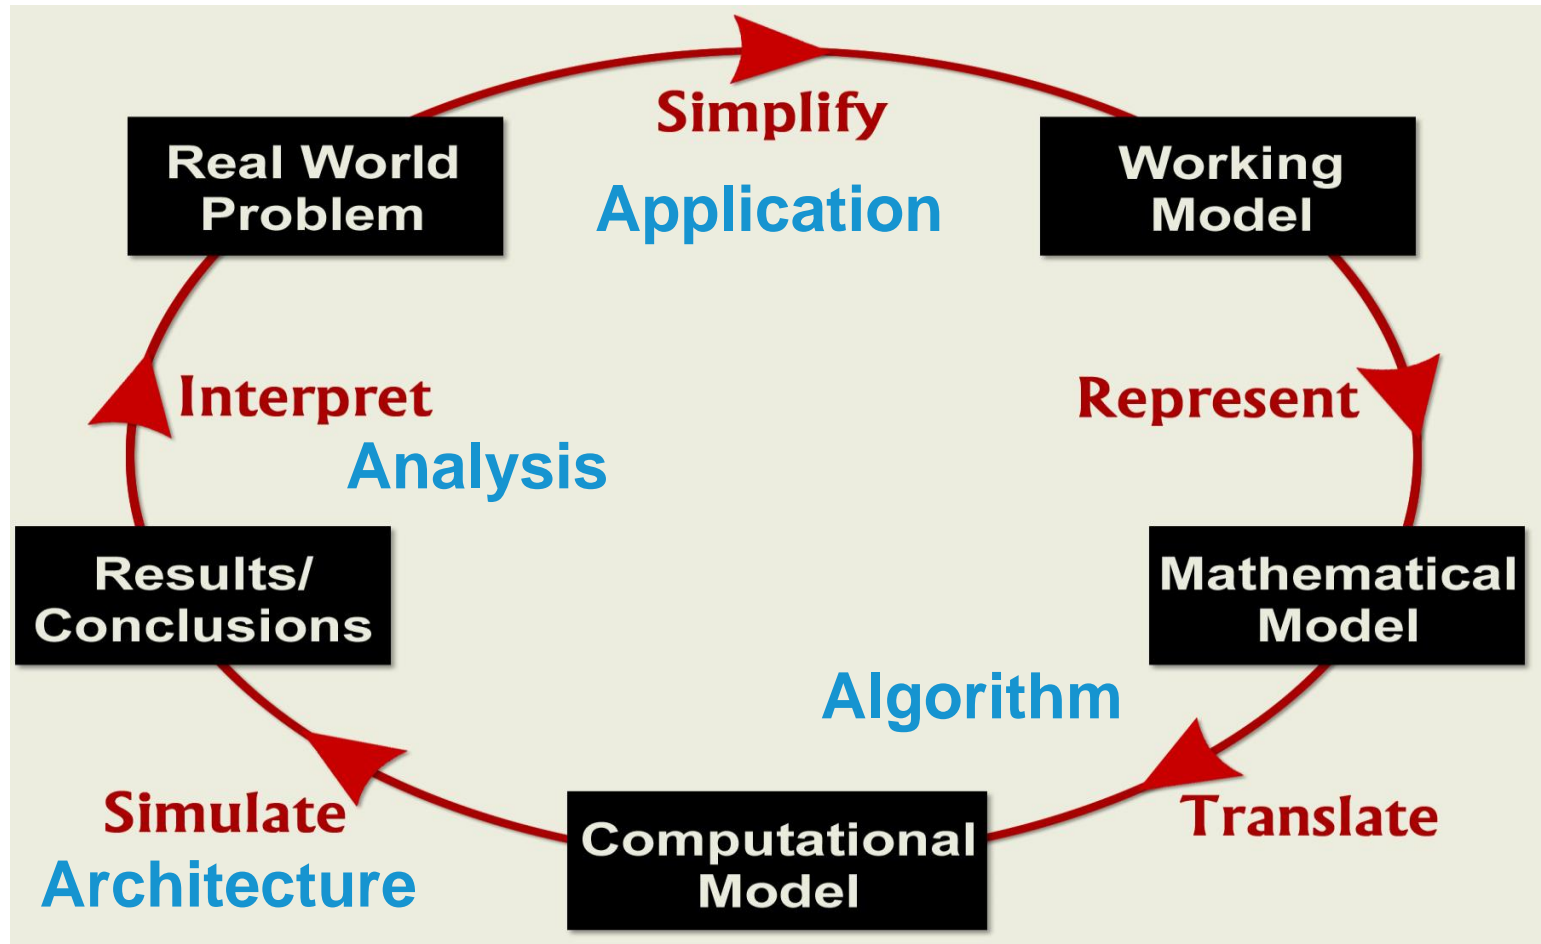 Simplify
Real World
Problem
Application
Working
Model
Interpret
Represent
Analysis
Results/
Conclusions
Mathematical
Model
Algorithm
Simulate
Architecture
Computational
Model
Translate